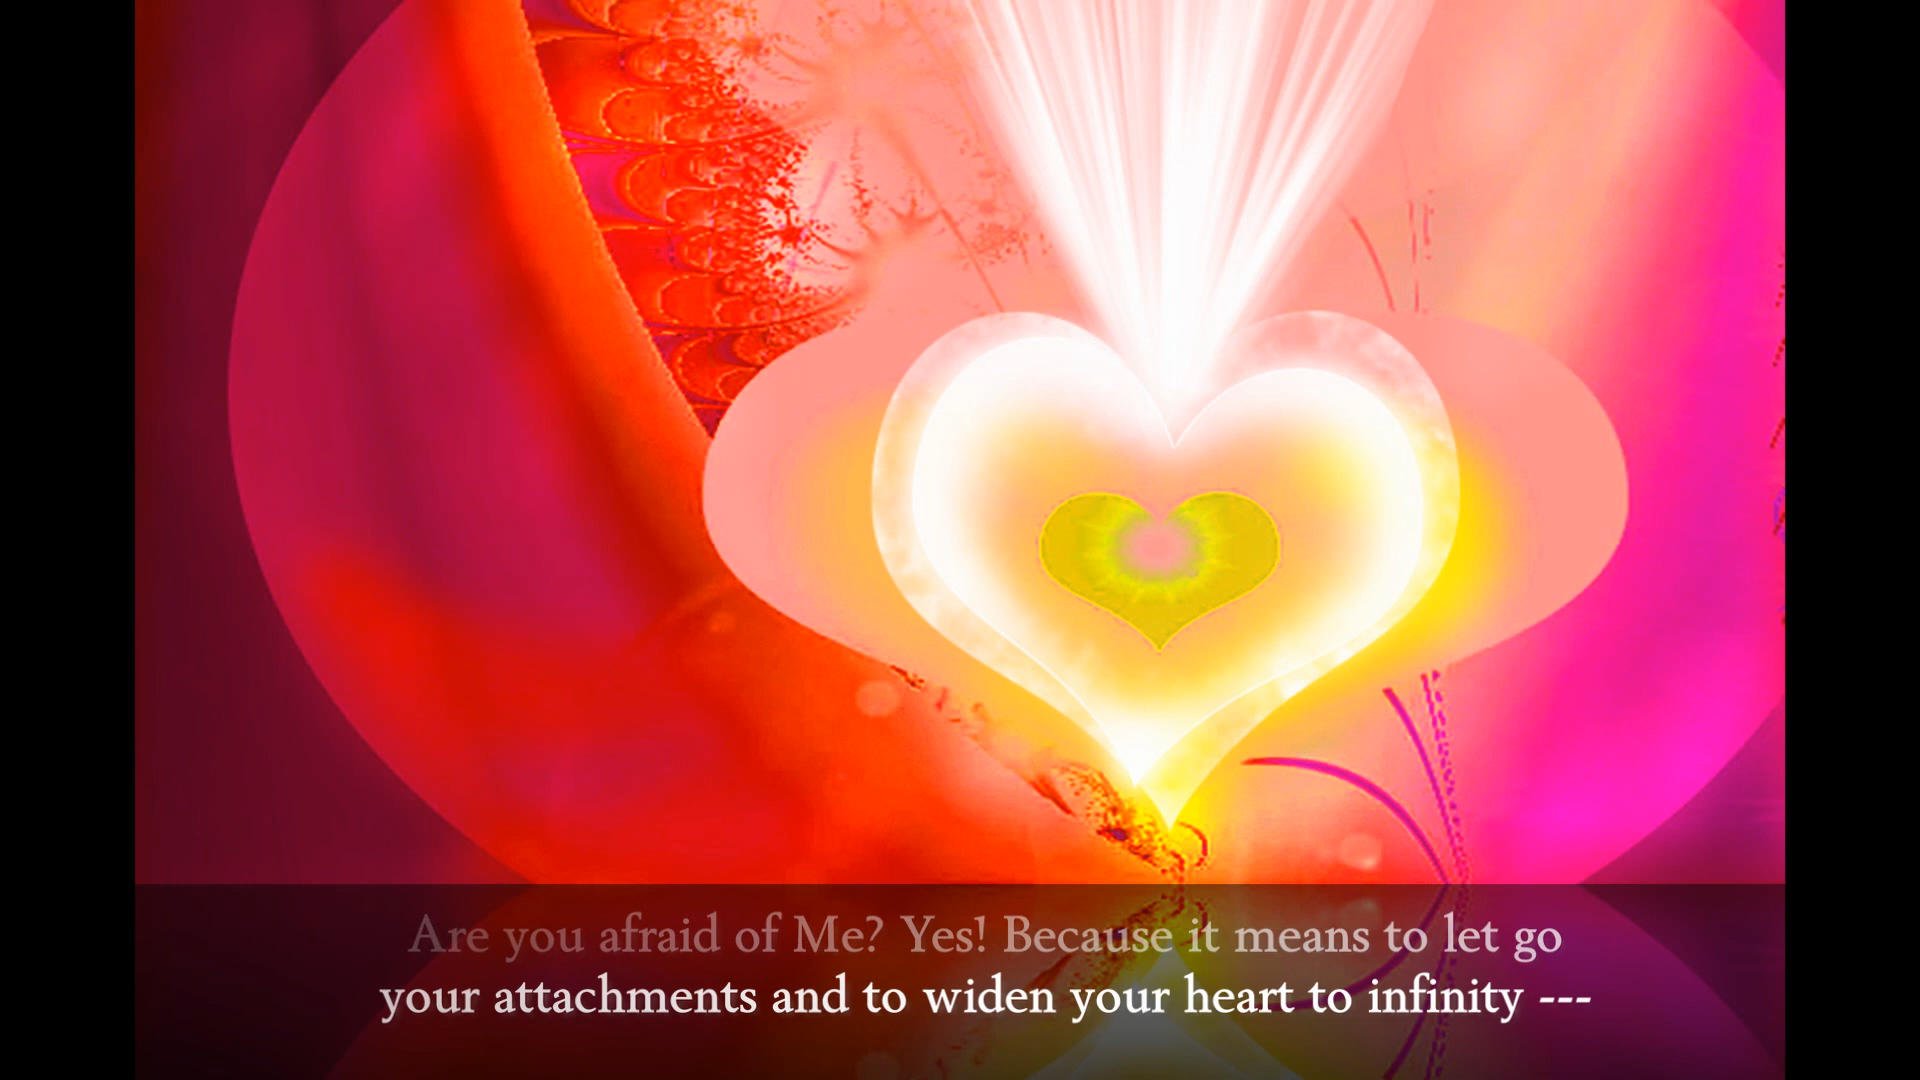 Are you afraid of Me? Yes! Because it means to let go
your attachments and to widen your heart to infinity ---